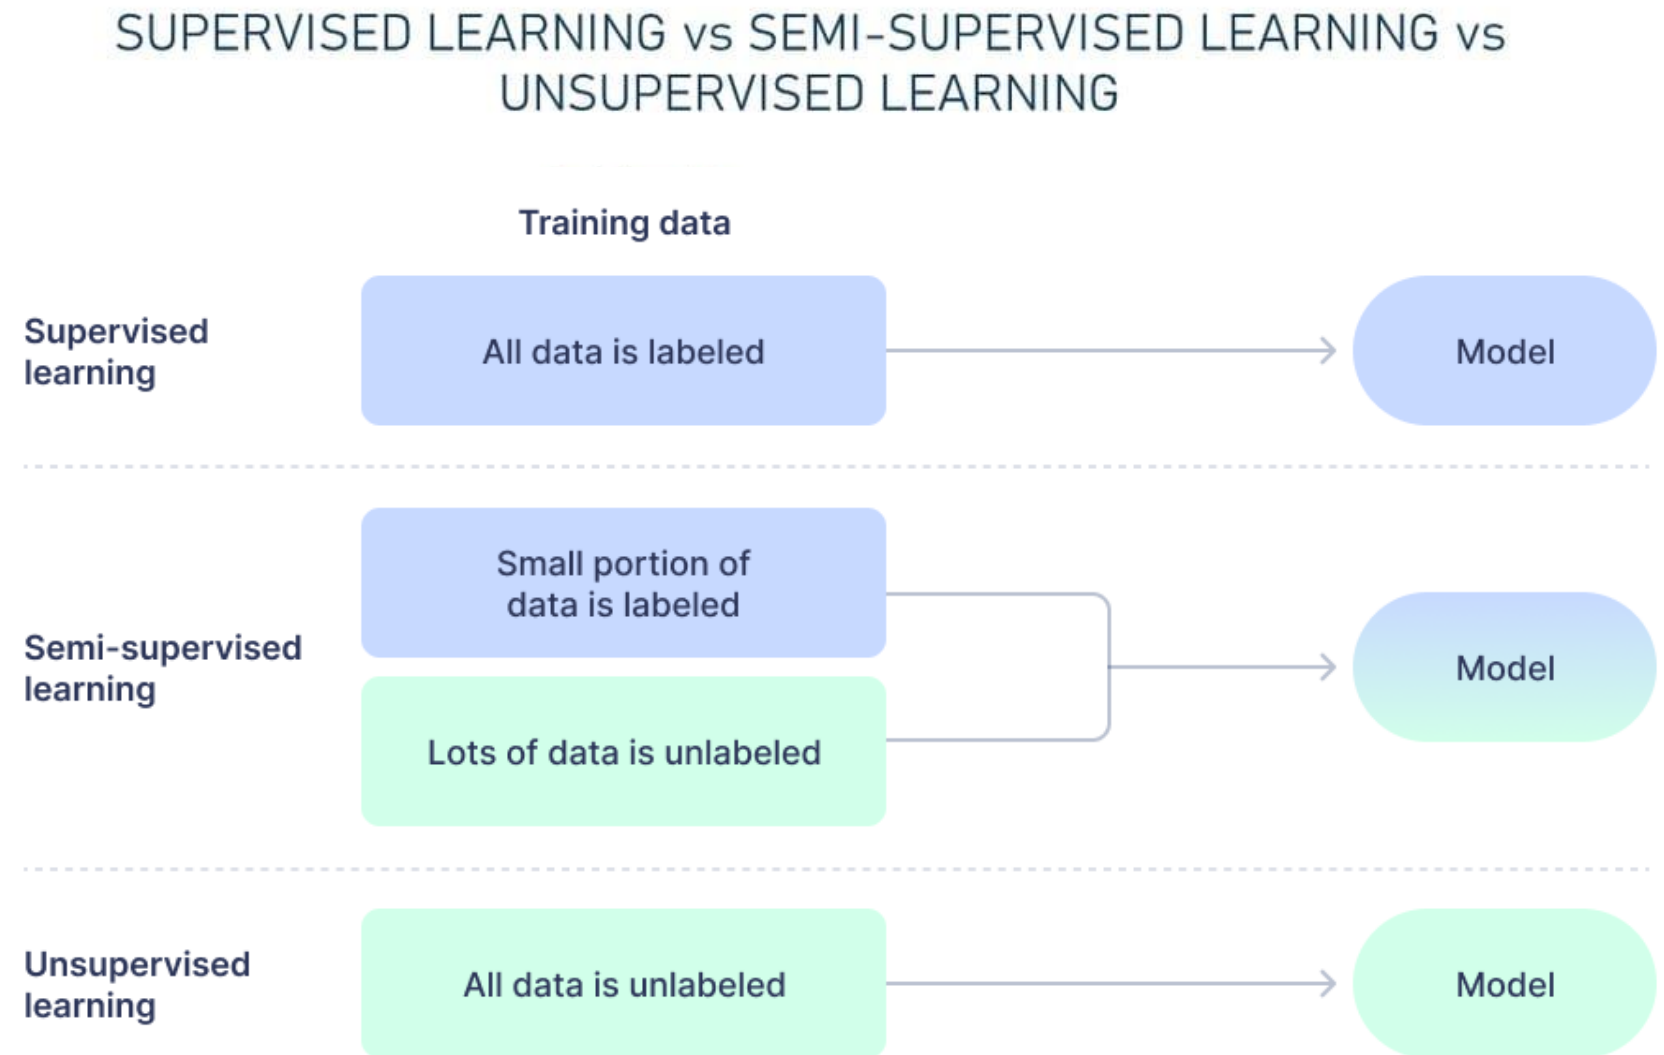 SUPERVISED LEARNING vs SEMI-SUPERVISED LEARNING vs
UNSUPERVISED LEARNING
Training data
Supervised
learning
All data is labeled
Model
Semi-supervised
learning
Small portion of
data is labeled
Lots of data is unlabeled
Model
Unsupervised
learning
All data is unlabeled
Model